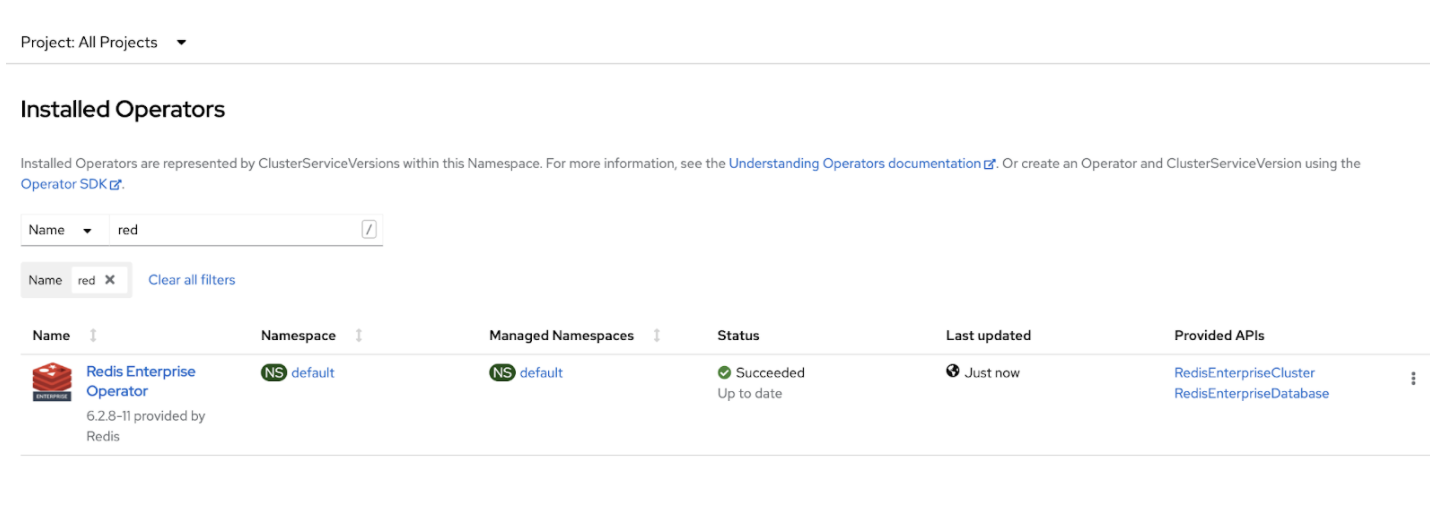 Project: All Projects
Installed Operators
Installed Operators are represented by ClusterServiceVersions within this Namespace. For more information, see the Understanding Operators documentation. Or create an Operator and ClusterServiceVersion using the
Operator SDK.
Name red /
Name red Clear all filters
Name Namespace Managed Namespaces Status Last updated Provided APIs
Redis Enterprise NS default NS default Succeeded Just now RedisEnterpriseCluster
Operator Up to date RedisEnterpriseDatabase
ENTERPRISE
6.2.8-11 provided by
Redis